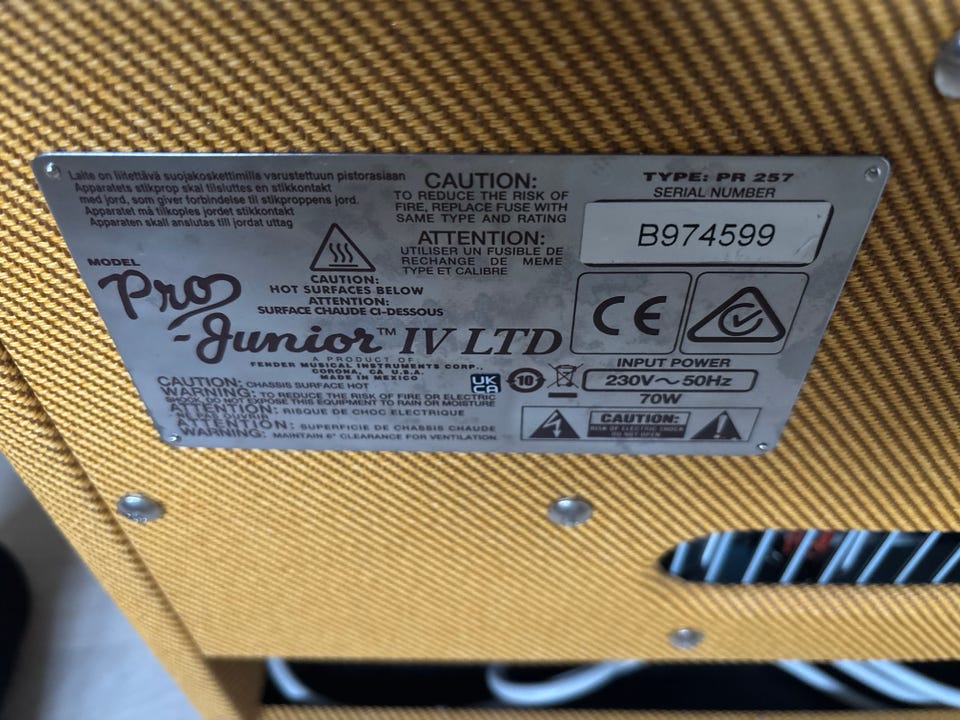 Laite on liitettävä suojakoskettimilla varustettuun pistorasiaan
Apparatets stikprop skal tilsluttes en stikkontakt
med jord, som giver forbindelse til stikproppens jord.
Apparatet må tilkoples jordet stikkontakt
Apparaten skall anslutas till jordat uttag
CAUTION:
TO REDUCE THE RISK OF
FIRE, REPLACE FUSE WITH
SAME TYPE AND RATING
ATTENTION:
UTILISER UN FUSIBLE DE
RECHANGE DE MEME
TYPE ET CALIBRE
TYPE: PR 257
SERIAL NUMBER
B974599
CAUTION:
HOT SURFACES BELOW
ATTENTION:
SURFACE CHAUDE CI-DESSOUS
MODEL
Pro
-Junior™ IV LTD
A PRODUCT OF
FENDER MUSICAL INSTRUMENTS CORP.,
CORONA, CA U.S.A.
MADE IN MEXICO
CE
UK
CA
10
INPUT POWER
230V~50Hz
70W
CAUTION: CHASSIS SURFACE HOT
WARNING: TO REDUCE THE RISK OF FIRE OR ELECTRIC
SHOCK, DO NOT EXPOSE THIS EQUIPMENT TO RAIN OR MOISTURE
ATTENTION: RISQUE DE CHOC ELECTRIQUE
NE PAS OUVRIR
ATTENTION: SUPERFICIE DE CHASSIS CHAUDE
WARNING: MAINTAIN 6" CLEARANCE FOR VENTILATION
CAUTION:
RISK OF ELECTRIC SHOCK
DO NOT OPEN